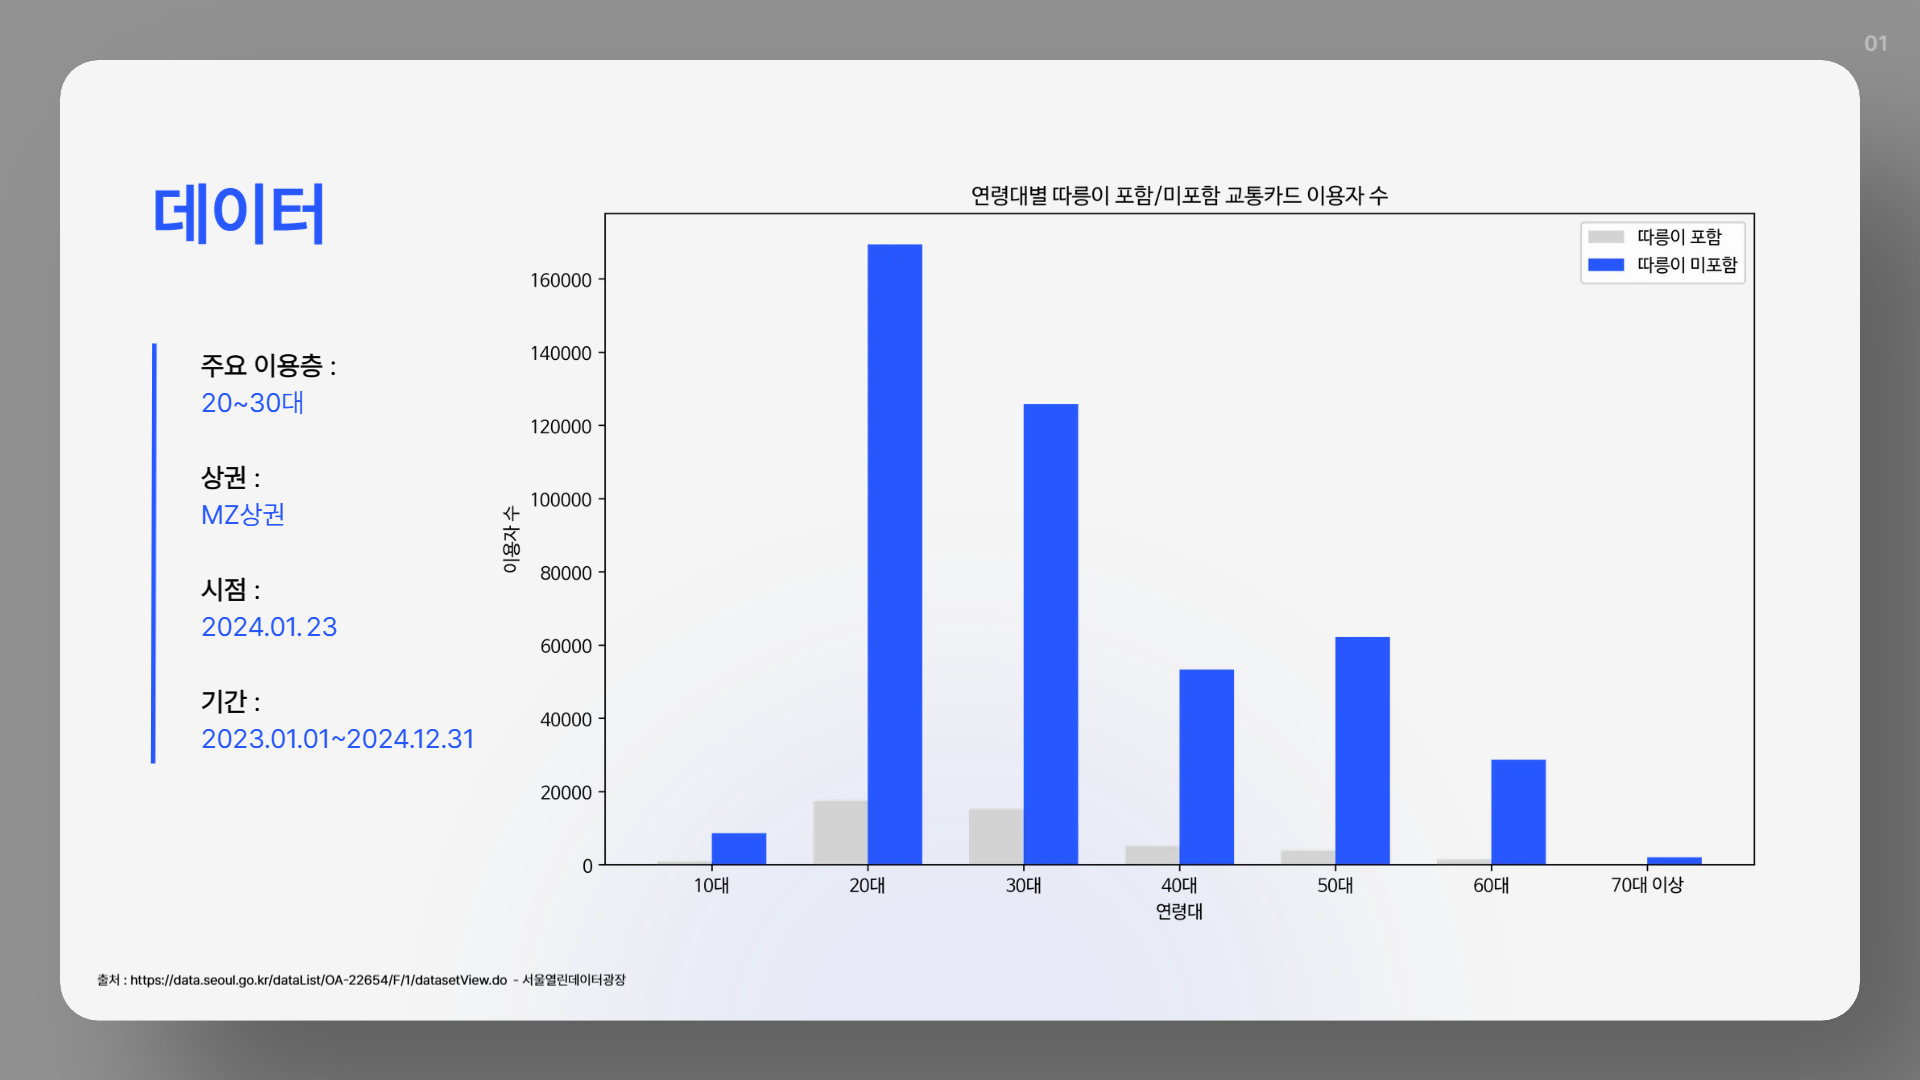 01
데이터
주요 이용층 :
20~30대
상권 :
MZ상권
시점 :
2024.01. 23
기간 :
2023.01.01~2024.12.31
연령대별 따릉이 포함/미포함 교통카드 이용자 수
따릉이 포함
따릉이 미포함
이용자 수
160000
140000
120000
100000
80000
60000
40000
20000
0
10대 20대 30대 40대 50대 60대 70대 이상
연령대
출처 : https://data.seoul.go.kr/dataList/OA-22654/F/1/datasetView.do - 서울열린데이터광장